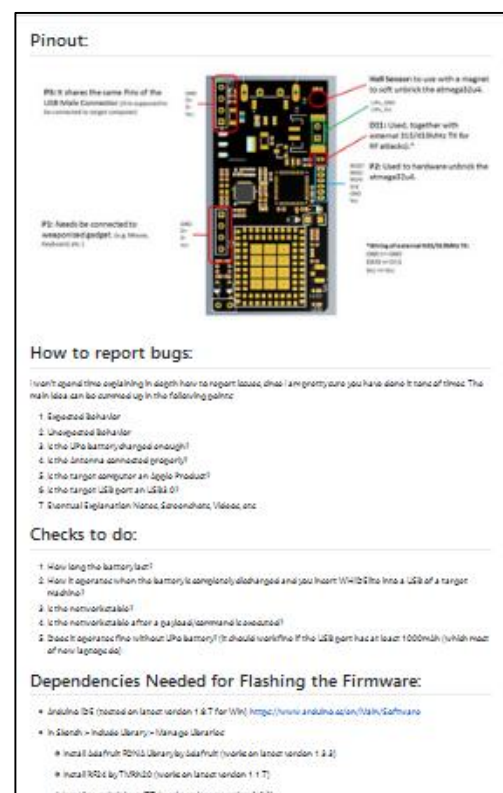 Pinout:
P3: It shares the same Pins of the
USB Male Connector (this supposed to
be connected to target computer)
GND
D+
D-
Vcc
Hall Sensor: to use with a magnet
to soft unbrick the atmega32u4.
D11: Used, together with
external 315/433MHz TX (for
RF attacks).*
P2: Used to hardware unbrick the
atmega32u4.
P1: Needs be connected to
weaponized gadget. (e.g. Mouse,
Keyboard, etc.)
GND
Vcc
How to report bugs:
I won't spend time explaining in depth how to report issues, since I am pretty sure you have done it tons of times. The
main idea can be summed up in the following points:
1. Expected Behavior
2. Unexpected Behavior
3. Is the LiPo battery charged enough?
4. Is the Antenna connected properly?
5. Is the target computer an Apple Product?
6. Is the target USB port an USB3.0?
7. Eventual Explanation Notes, Screenshots, Videos, etc
Checks to do:
1. How long the battery last?
2. How it operates when the battery is completely discharged and you insert WHIDElite into a USB of a target
machine?
3. Is the network stable?
4. Is the network stable after a payload/command is executed?
5. Does it operates fine without LiPo battery? (It should work fine if the USB port has at least 1000mAh (which most
of new laptops do)
Dependencies Needed for Flashing the Firmware:
Arduino IDE (tested on latest version 1.8.7 for Win) https://www.arduino.cc/en/Main/Software
In Sketch > Include Library > Manage Libraries:
Install Adafruit FONA Library by Adafruit (works on latest version 1.3.3)
Install RF24 by TMRh20 (works on latest version 1.1.7)